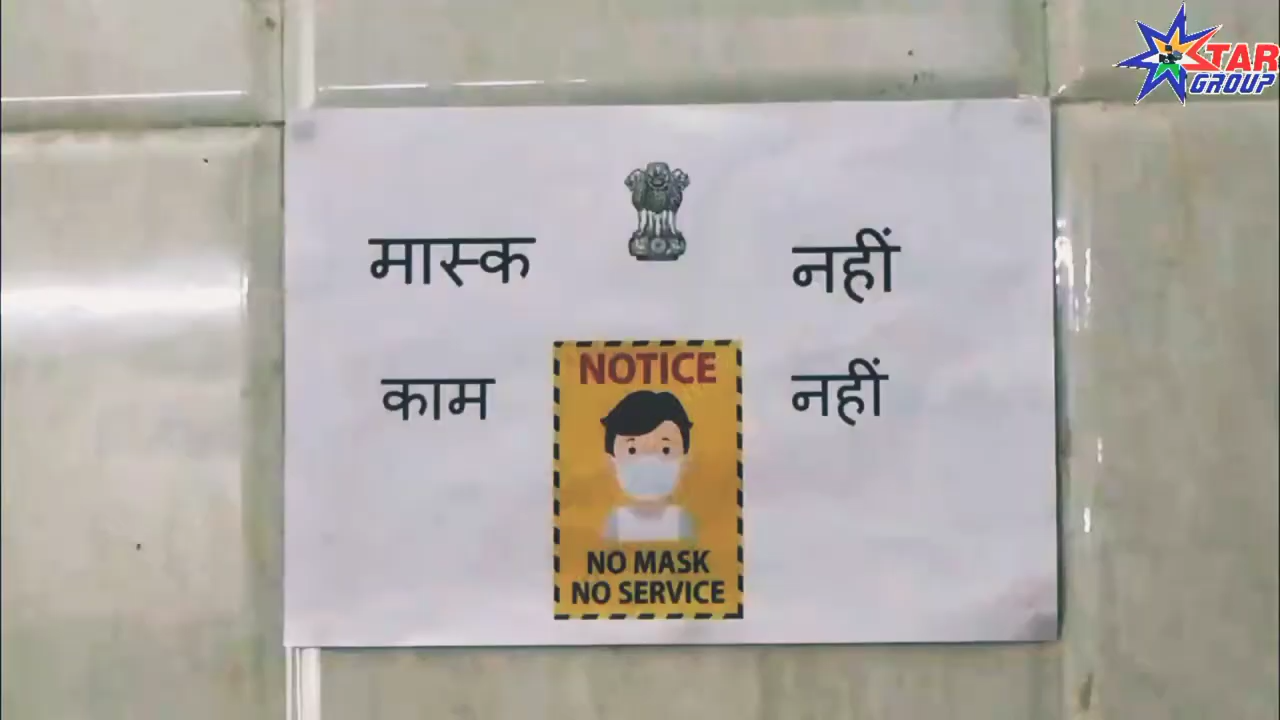 STAR
GROUP
मास्क नहीं
काम नहीं
NOTICE
NO MASK
NO SERVICE